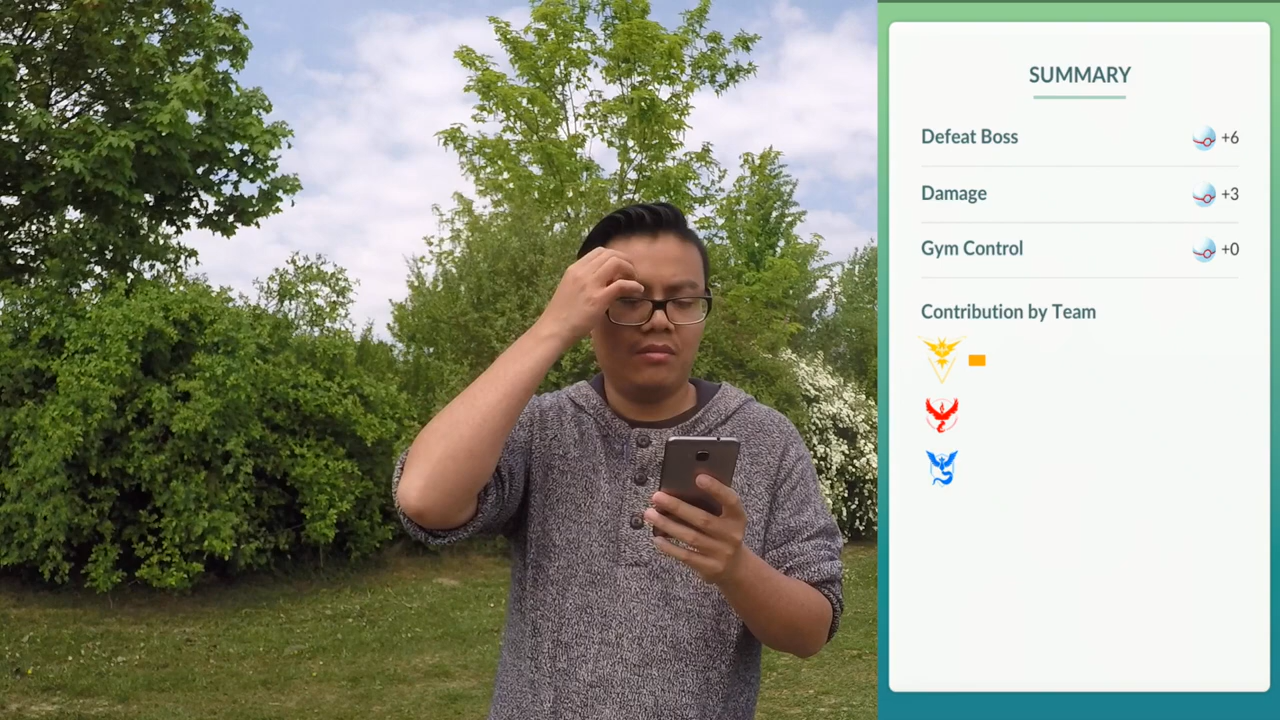 SUMMARY
Defeat Boss +6
Damage +3
Gym Control +0
Contribution by Team